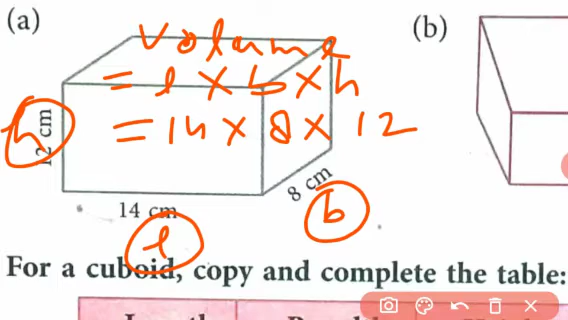 (a)
(b)
Volume
= l × b × h
= 14 × 8 × 12
h
12 cm
8 cm
b
14 cm
l
For a cuboid, copy and complete the table: